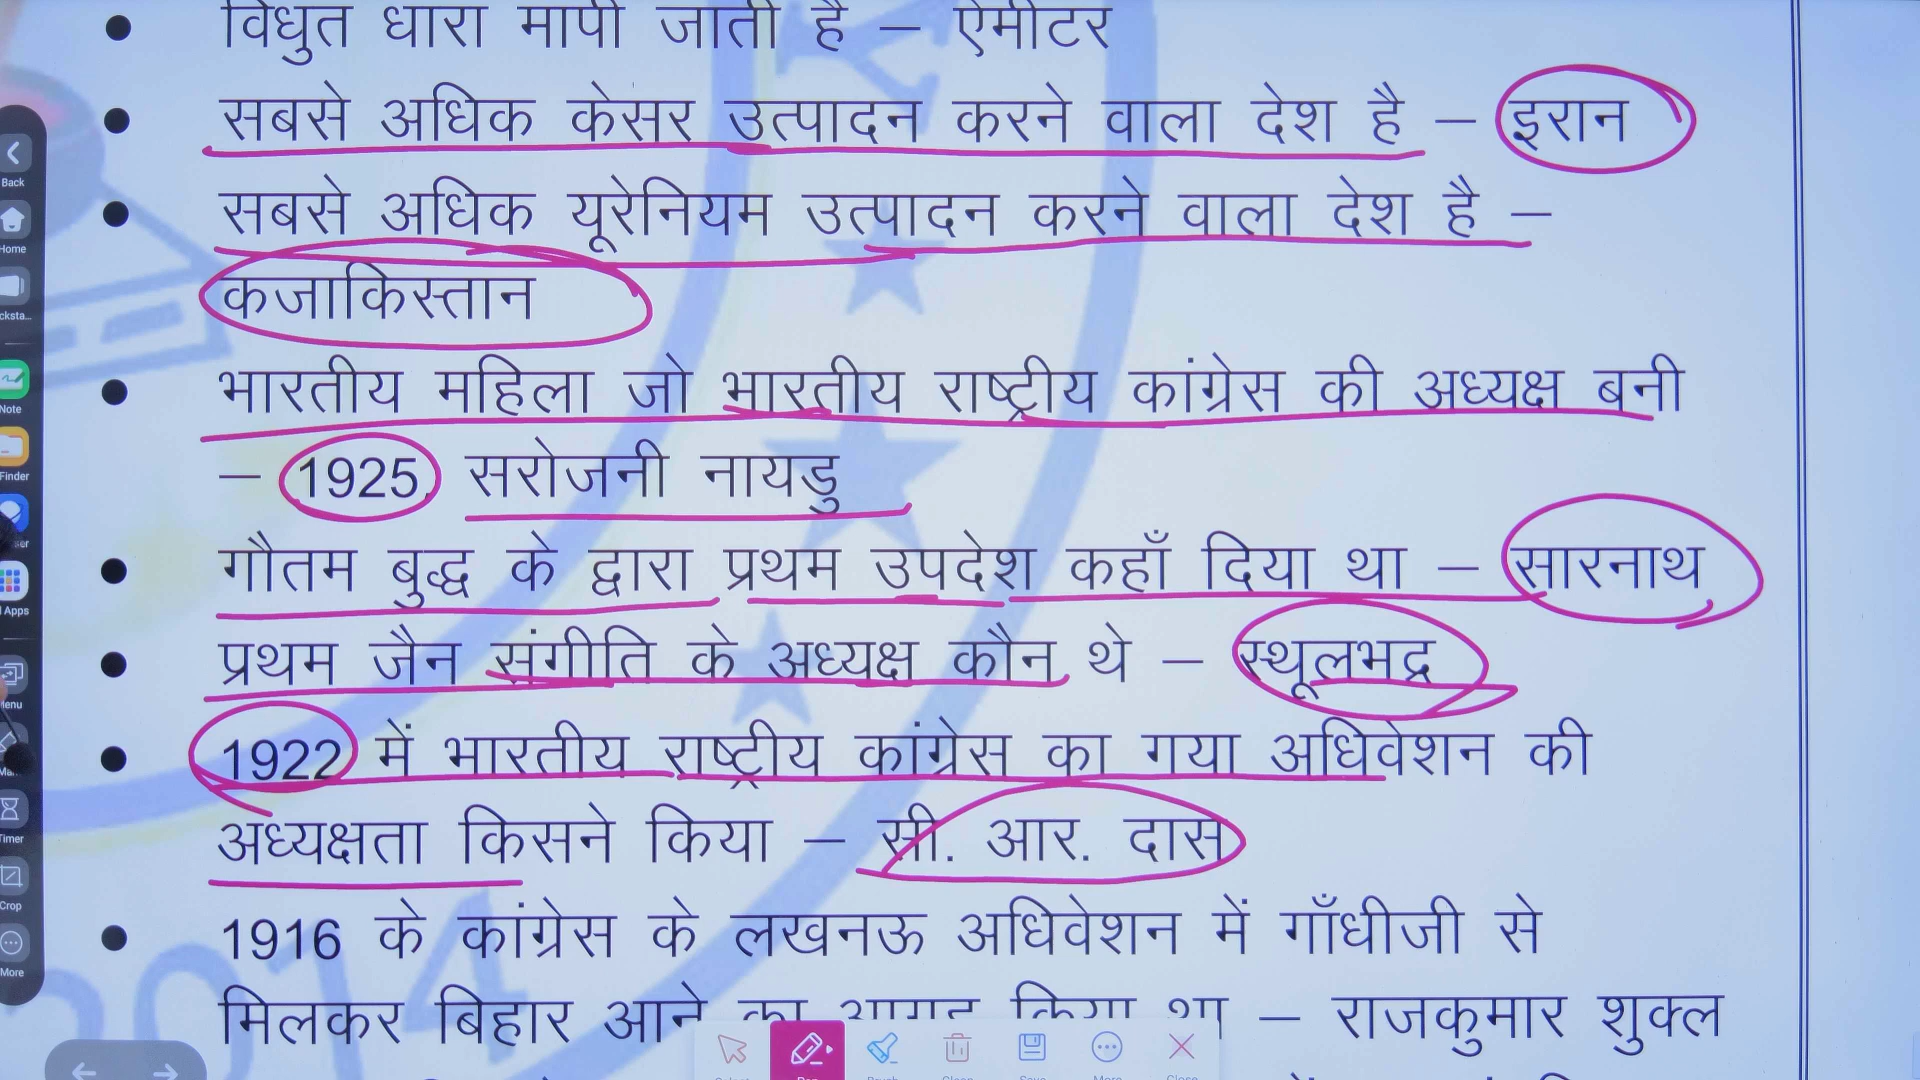 विधुत धारा मापी जाती है – ऐमीटर
सबसे अधिक केसर उत्पादन करने वाला देश है – इरान
सबसे अधिक यूरेनियम उत्पादन करने वाला देश है –
कजाकिस्तान
भारतीय महिला जो भारतीय राष्ट्रीय कांग्रेस की अध्यक्ष बनी
– 1925, सरोजनी नायडु
गौतम बुद्ध के द्वारा प्रथम उपदेश कहाँ दिया था – सारनाथ
प्रथम जैन संगीति के अध्यक्ष कौन थे – स्थूलभद्र
1922 में भारतीय राष्ट्रीय कांग्रेस का गया अधिवेशन की
अध्यक्षता किसने किया – सी. आर. दास
1916 के कांग्रेस के लखनऊ अधिवेशन में गाँधीजी से
मिलकर बिहार आने का आग्रह किया था – राजकुमार शुक्ल
Back
Home
Note
Finder
Apps
Timer
Crop
More
2014